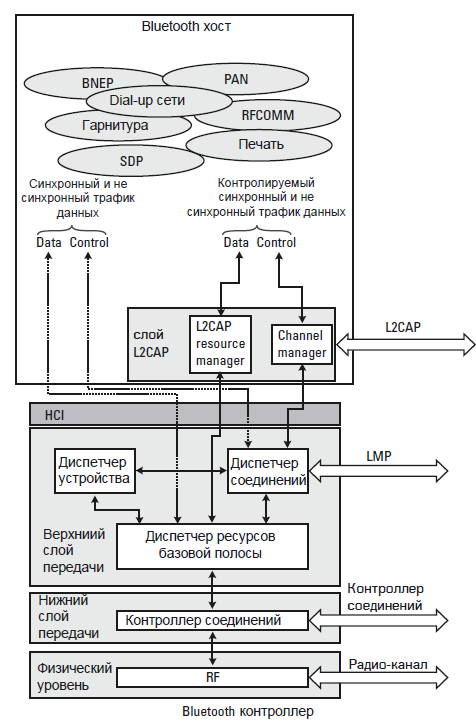 Bluetooth хост
BNEP
PAN
Dial-up сети
RFCOMM
Гарнитура
Печать
SDP
Синхронный и не
синхронный трафик
данных
Контролируемый
синхронный и не
синхронный трафик данных
Data Control
Data Control
слой
L2CAP
L2CAP
resource
manager
Channel
manager
L2CAP
HCI
Диспетчер
устройства
Диспетчер
соединений
LMP
Верхниий
слой
передачи
Диспетчер ресурсов
базовой полосы
Нижний
слой
передачи
Контроллер соединений
Контроллер
соединений
Физический
уровень
RF
Радио-канал
Bluetooth контроллер